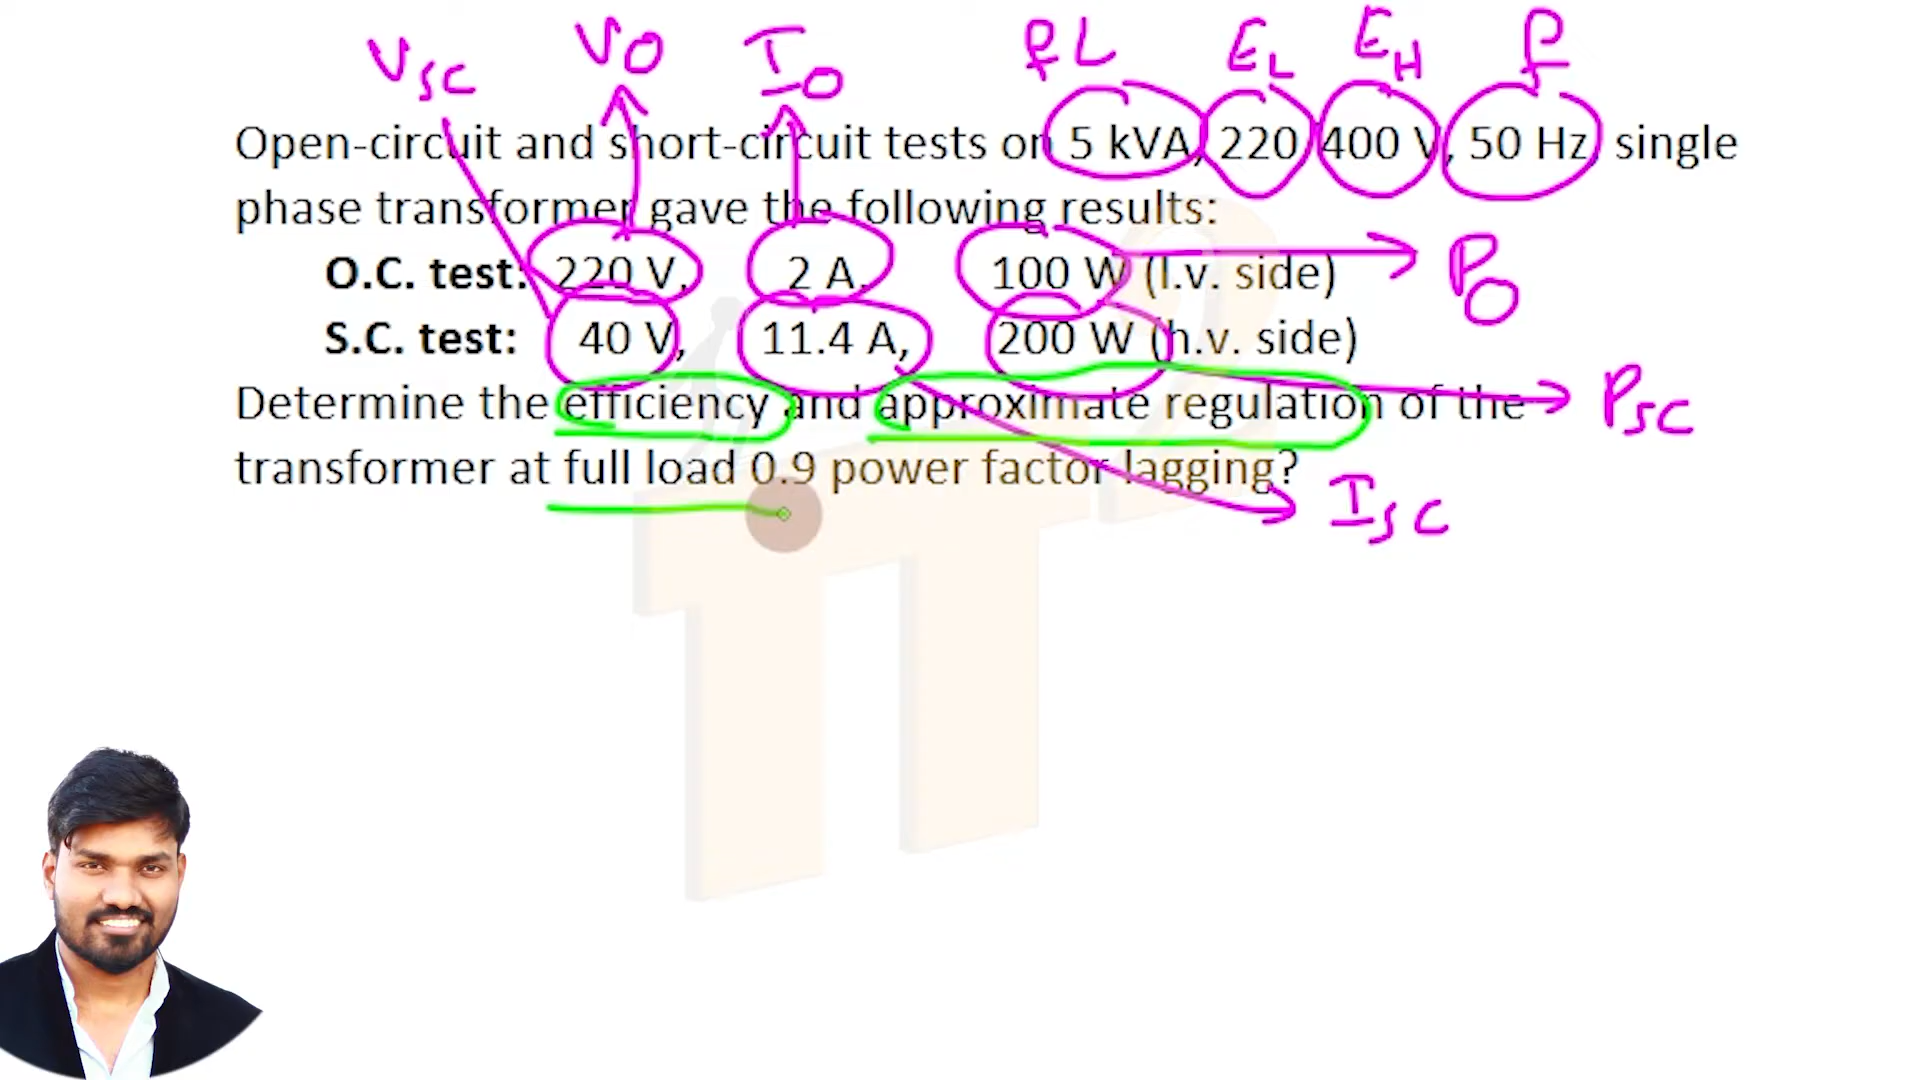 VSC VO IO fL EL EH f
Open-circuit and short-circuit tests on 5 kVA, 220/400 V, 50 Hz, single
phase transformer gave the following results:
O.C. test: 220 V, 2 A, 100 W (l.v. side) PO
S.C. test: 40 V, 11.4 A, 200 W (h.v. side)
Determine the efficiency and approximate regulation of the PSC
transformer at full load 0.9 power factor lagging? ISC